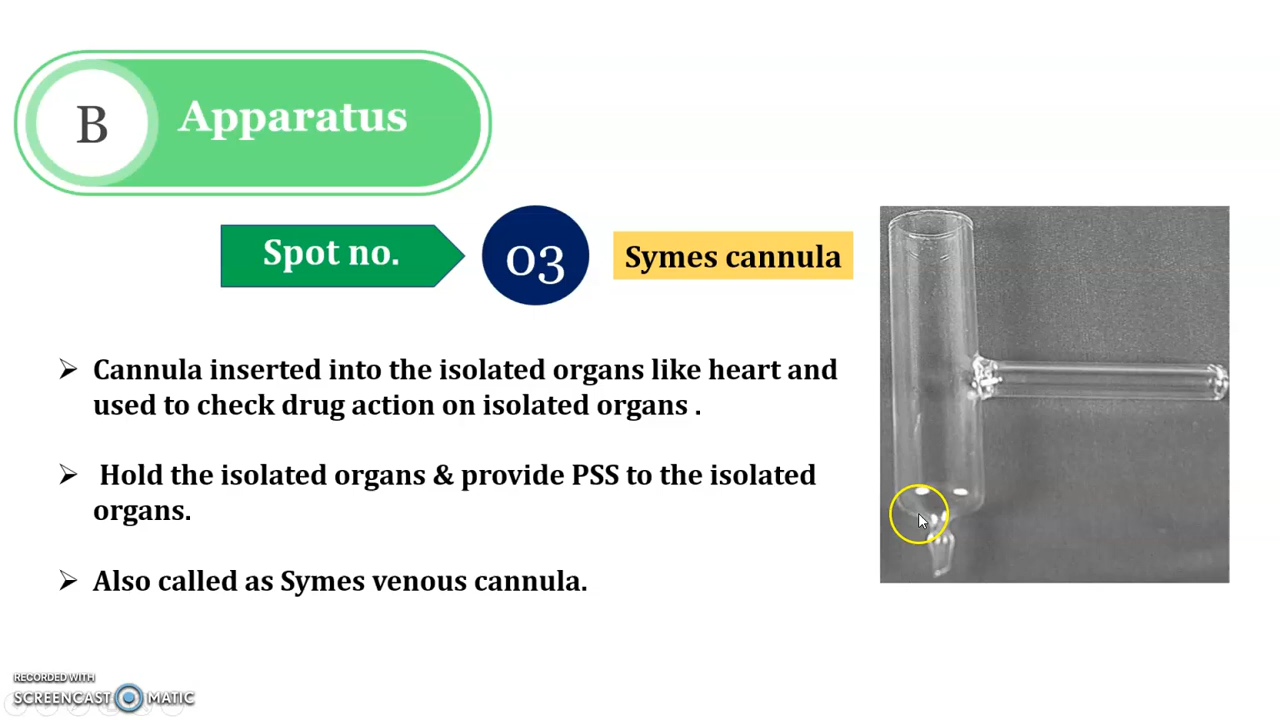 B
Apparatus
Spot no.
03
Symes cannula
➢ Cannula inserted into the isolated organs like heart and
used to check drug action on isolated organs .
➢ Hold the isolated organs & provide PSS to the isolated
organs.
➢ Also called as Symes venous cannula.
RECORDED WITH
SCREENCAST MATIC